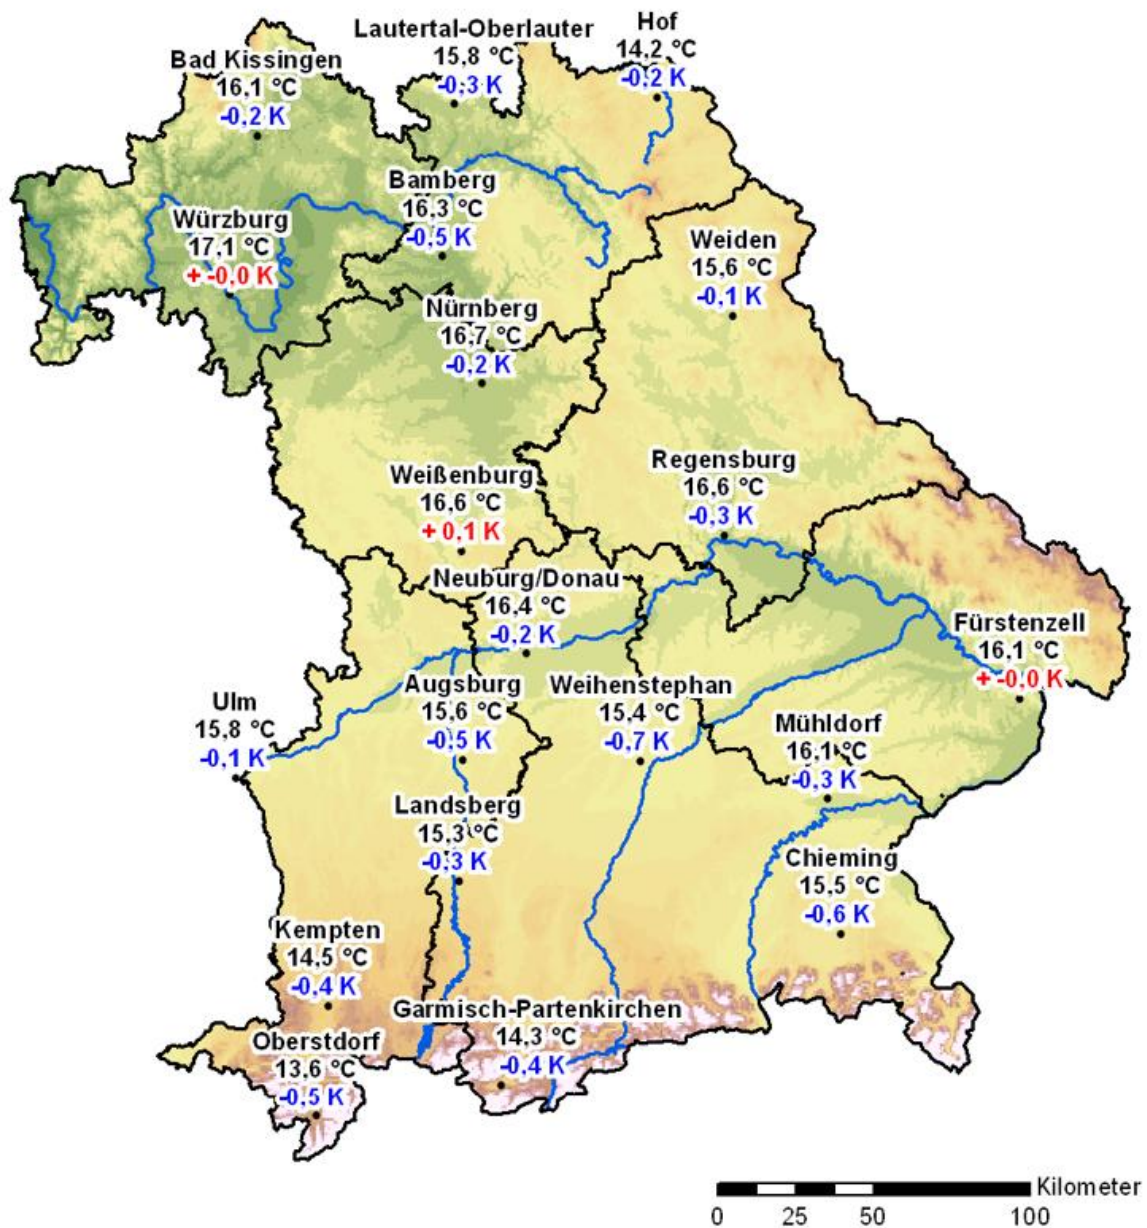 Lautertal-Oberlauter
15,8 °C
-0,3 K
Hof
14,2 °C
-0,2 K
Bad Kissingen
16,1 °C
-0,2 K
Bamberg
16,3 °C
-0,5 K
Würzburg
17,1 °C
+ -0,0 K
Weiden
15,6 °C
-0,1 K
Nürnberg
16,7 °C
-0,2 K
Weißenburg
16,6 °C
+ 0,1 K
Regensburg
16,6 °C
-0,3 K
Neuburg/Donau
16,4 °C
-0,2 K
Fürstenzell
16,1 °C
+ -0,0 K
Ulm
15,8 °C
-0,1 K
Augsburg
15,6 °C
-0,5 K
Weihenstephan
15,4 °C
-0,7 K
Mühldorf
16,1 °C
-0,3 K
Landsberg
15,3 °C
-0,3 K
Chieming
15,5 °C
-0,6 K
Kempten
14,5 °C
-0,4 K
Garmisch-Partenkirchen
14,3 °C
-0,4 K
Oberstdorf
13,6 °C
-0,5 K
Kilometer
0 25 50 100